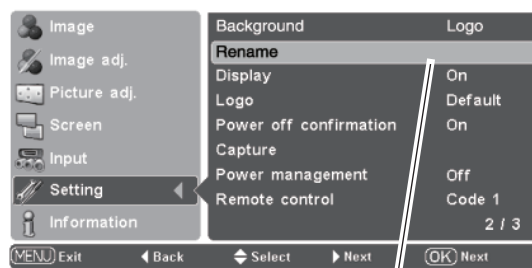 Image
Image adj.
Picture adj.
Screen
Input
Setting
Information
Background Logo
Rename
Display On
Logo Default
Power off confirmation On
Capture
Power management Off
Remote control Code 1
2 / 3
MENU Exit Back Select Next OK Next